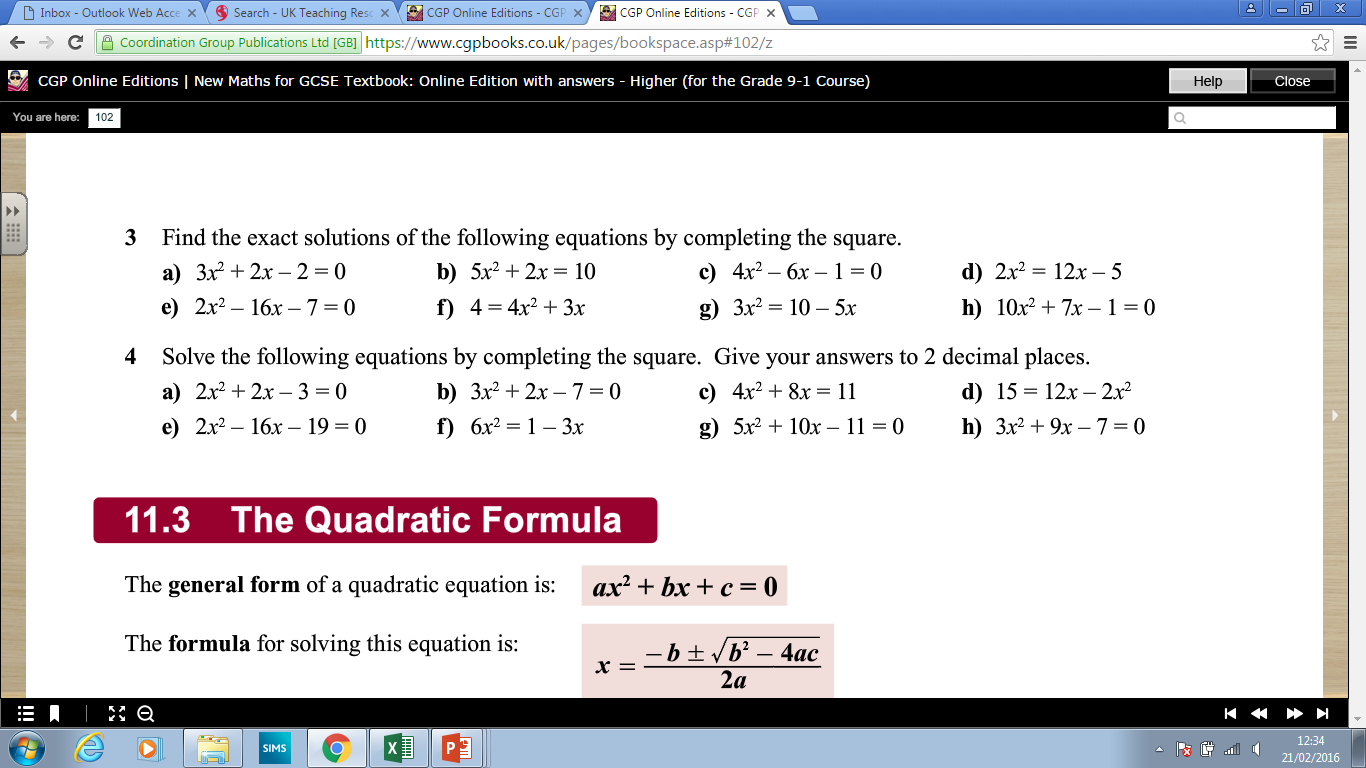 Inbox - Outlook Web Acce Search - UK Teaching Resc CGP Online Editions - CGP CGP Online Editions - CGP
Coordination Group Publications Ltd [GB] https://www.cgpbooks.co.uk/pages/bookspace.asp#102/z
CGP Online Editions | New Maths for GCSE Textbook: Online Edition with answers - Higher (for the Grade 9-1 Course) Help Close
You are here: 102
3 Find the exact solutions of the following equations by completing the square.
a) 3x² + 2x – 2 = 0 b) 5x² + 2x = 10 c) 4x² – 6x – 1 = 0 d) 2x² = 12x – 5
e) 2x² – 16x – 7 = 0 f) 4 = 4x² + 3x g) 3x² = 10 – 5x h) 10x² + 7x – 1 = 0
4 Solve the following equations by completing the square. Give your answers to 2 decimal places.
a) 2x² + 2x – 3 = 0 b) 3x² + 2x – 7 = 0 c) 4x² + 8x = 11 d) 15 = 12x – 2x²
e) 2x² – 16x – 19 = 0 f) 6x² = 1 – 3x g) 5x² + 10x – 11 = 0 h) 3x² + 9x – 7 = 0
11.3 The Quadratic Formula
The general form of a quadratic equation is: ax² + bx + c = 0
The formula for solving this equation is: x = (–b ± √(b² – 4ac)) / 2a
SIMS
12:34
21/02/2016